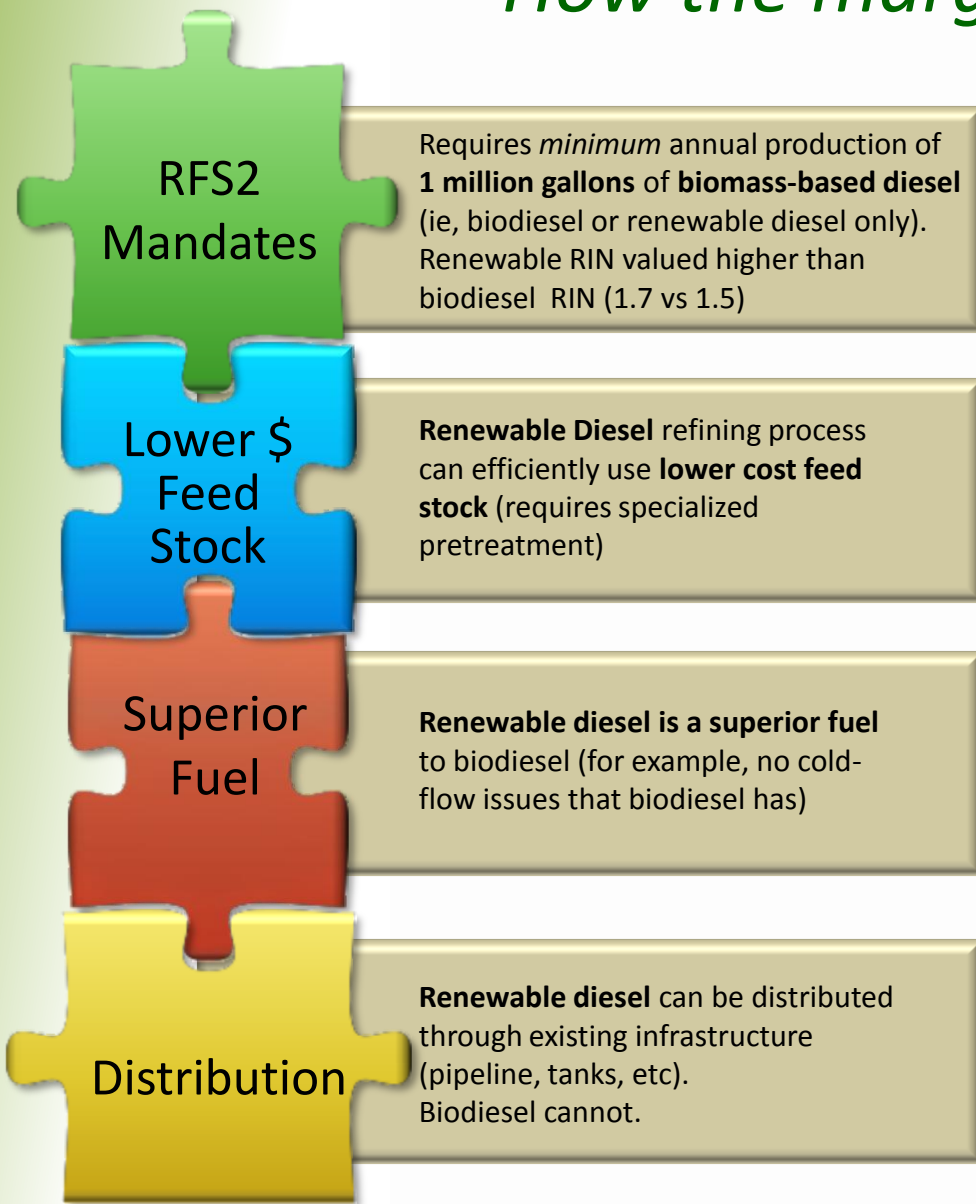 How the
RFS2
Mandates
Requires minimum annual production of
1 million gallons of biomass-based diesel
(ie, biodiesel or renewable diesel only).
Renewable RIN valued higher than
biodiesel RIN (1.7 vs 1.5)
Lower $
Feed
Stock
Renewable Diesel refining process
can efficiently use lower cost feed
stock (requires specialized
pretreatment)
Superior
Fuel
Renewable diesel is a superior fuel
to biodiesel (for example, no cold-
flow issues that biodiesel has)
Distribution
Renewable diesel can be distributed
through existing infrastructure
(pipeline, tanks, etc).
Biodiesel cannot.